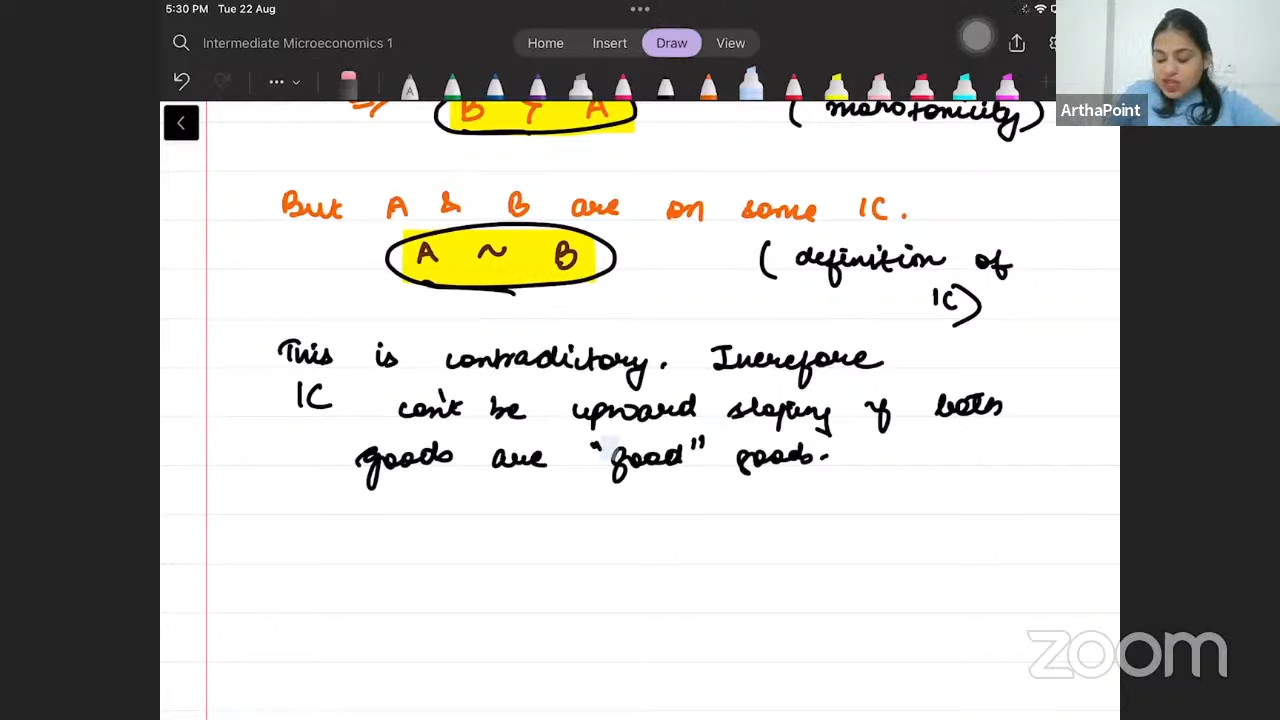 5:30 PM Tue 22 Aug
Intermediate Microeconomics 1
Home Insert Draw View
ArthaPoint
⇒ B ≻ A (monotonicity)
But A & B are on same IC.
A ~ B (definition of
IC)
This is contradictory. Therefore
IC can't be upward sloping if both
goods are "good" goods.
zoom